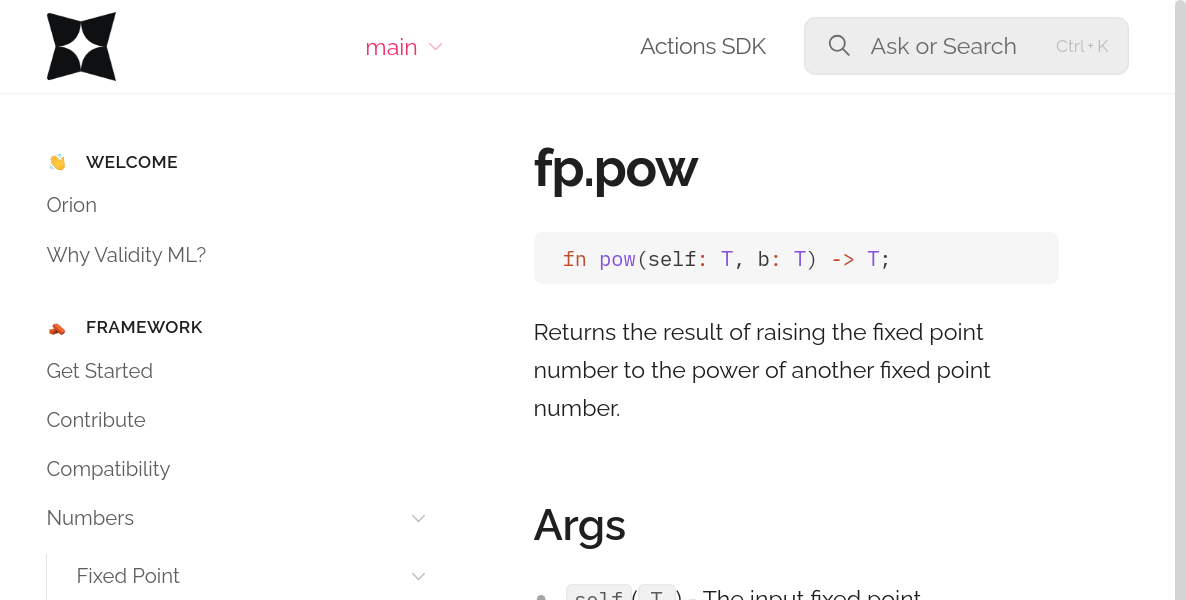 main
Actions SDK
Ask or Search
Ctrl + K
WELCOME
Orion
Why Validity ML?
FRAMEWORK
Get Started
Contribute
Compatibility
Numbers
Fixed Point
fp.pow
fn pow(self: T, b: T) -> T;
Returns the result of raising the fixed point
number to the power of another fixed point
number.
Args
self (T) - The input fixed point